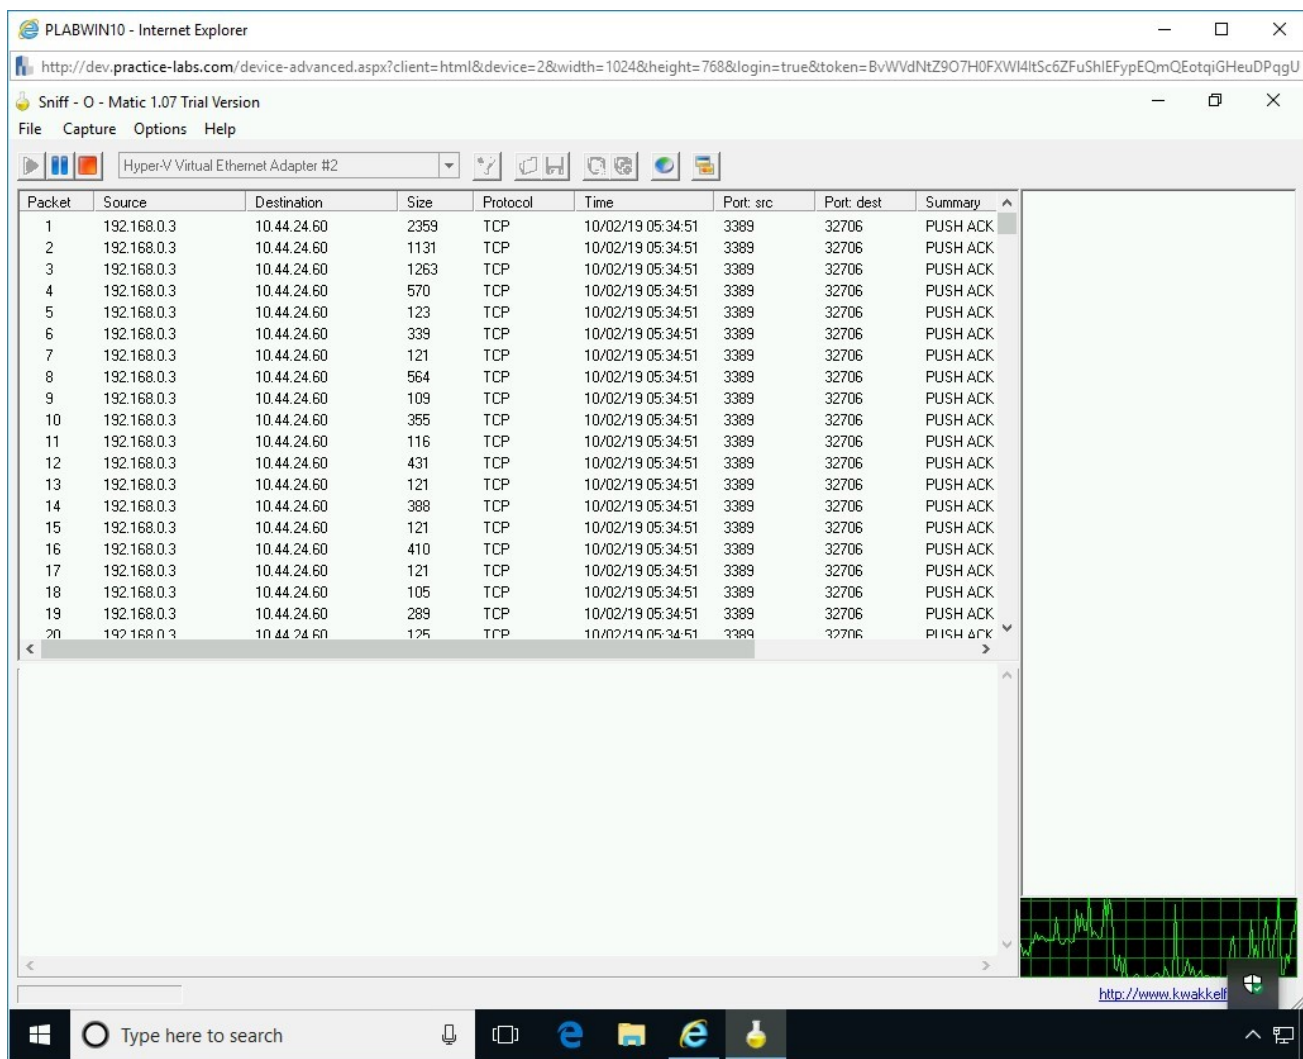 PLABWIN10 - Internet Explorer
http://dev.practice-labs.com/device-advanced.aspx?client=html&device=2&width=1024&height=768&login=true&token=BvWVdNtZ9O7H0FXWI4ltSc6ZFuShIEFypEQmQEotqiGHeuDPqgU
Sniff - O - Matic 1.07 Trial Version
File Capture Options Help
Hyper-V Virtual Ethernet Adapter #2
Packet Source Destination Size Protocol Time Port: src Port: dest Summary
1 192.168.0.3 10.44.24.60 2359 TCP 10/02/19 05:34:51 3389 32706 PUSH ACK
2 192.168.0.3 10.44.24.60 1131 TCP 10/02/19 05:34:51 3389 32706 PUSH ACK
3 192.168.0.3 10.44.24.60 1263 TCP 10/02/19 05:34:51 3389 32706 PUSH ACK
4 192.168.0.3 10.44.24.60 570 TCP 10/02/19 05:34:51 3389 32706 PUSH ACK
5 192.168.0.3 10.44.24.60 123 TCP 10/02/19 05:34:51 3389 32706 PUSH ACK
6 192.168.0.3 10.44.24.60 339 TCP 10/02/19 05:34:51 3389 32706 PUSH ACK
7 192.168.0.3 10.44.24.60 121 TCP 10/02/19 05:34:51 3389 32706 PUSH ACK
8 192.168.0.3 10.44.24.60 564 TCP 10/02/19 05:34:51 3389 32706 PUSH ACK
9 192.168.0.3 10.44.24.60 109 TCP 10/02/19 05:34:51 3389 32706 PUSH ACK
10 192.168.0.3 10.44.24.60 355 TCP 10/02/19 05:34:51 3389 32706 PUSH ACK
11 192.168.0.3 10.44.24.60 116 TCP 10/02/19 05:34:51 3389 32706 PUSH ACK
12 192.168.0.3 10.44.24.60 431 TCP 10/02/19 05:34:51 3389 32706 PUSH ACK
13 192.168.0.3 10.44.24.60 121 TCP 10/02/19 05:34:51 3389 32706 PUSH ACK
14 192.168.0.3 10.44.24.60 388 TCP 10/02/19 05:34:51 3389 32706 PUSH ACK
15 192.168.0.3 10.44.24.60 121 TCP 10/02/19 05:34:51 3389 32706 PUSH ACK
16 192.168.0.3 10.44.24.60 410 TCP 10/02/19 05:34:51 3389 32706 PUSH ACK
17 192.168.0.3 10.44.24.60 121 TCP 10/02/19 05:34:51 3389 32706 PUSH ACK
18 192.168.0.3 10.44.24.60 105 TCP 10/02/19 05:34:51 3389 32706 PUSH ACK
19 192.168.0.3 10.44.24.60 289 TCP 10/02/19 05:34:51 3389 32706 PUSH ACK
20 192.168.0.3 10.44.24.60 125 TCP 10/02/19 05:34:51 3389 32706 PUSH ACK
http://www.kwakkelf
Type here to search